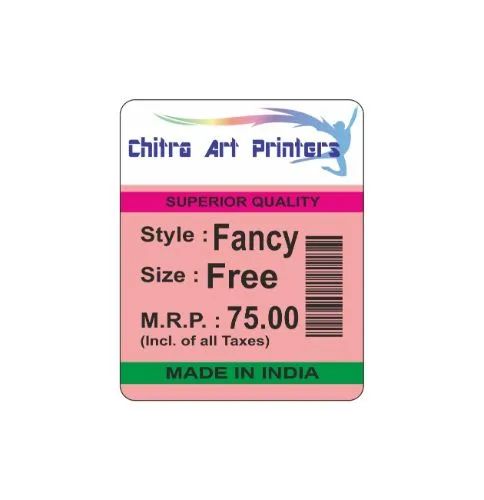 Chitra Art Printers
SUPERIOR QUALITY
Style : Fancy
Size : Free
M.R.P. : 75.00
(Incl. of all Taxes)
MADE IN INDIA